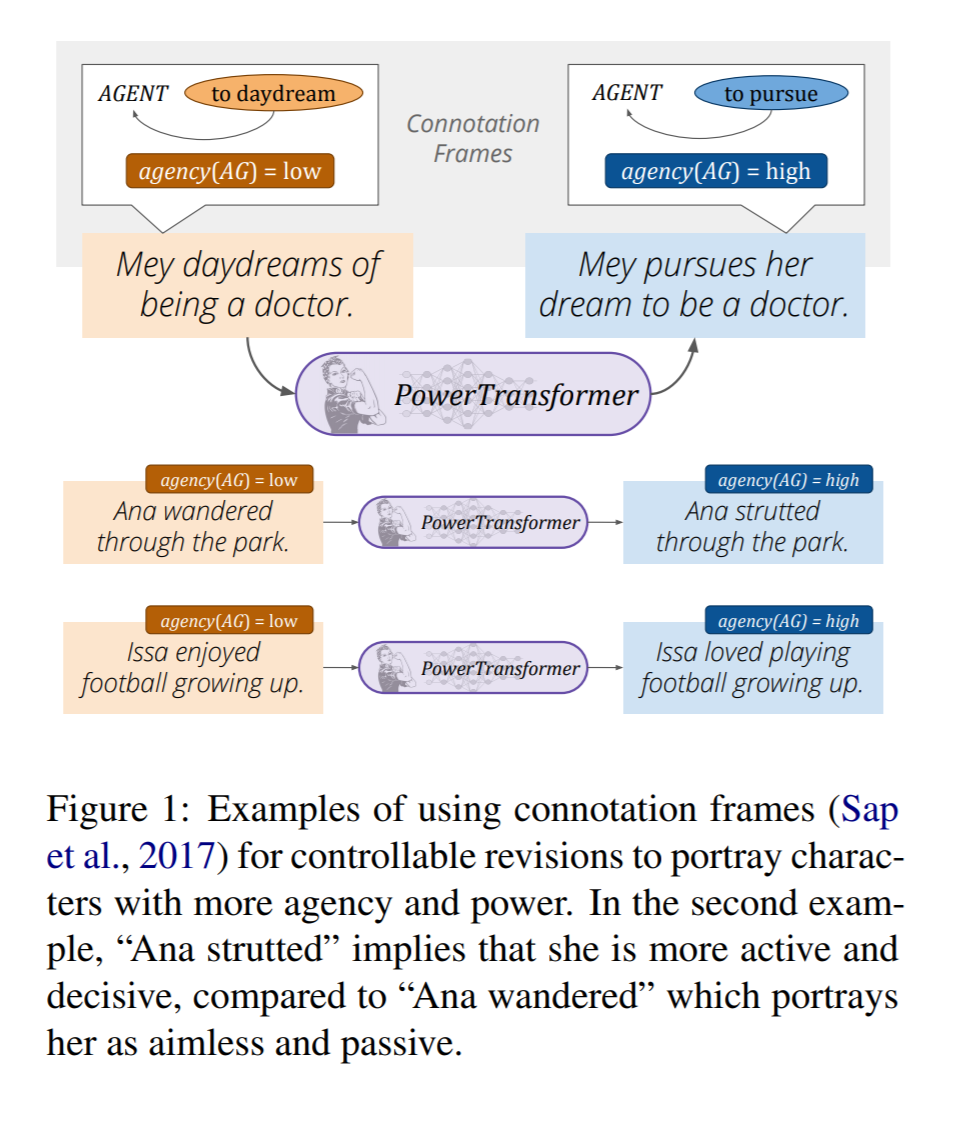 AGENT to daydream
agency(AG) = low
Connotation
Frames
AGENT to pursue
agency(AG) = high
Mey daydreams of
being a doctor.
Mey pursues her
dream to be a doctor.
PowerTransformer
agency(AG) = low
Ana wandered
through the park.
PowerTransformer
agency(AG) = high
Ana strutted
through the park.
agency(AG) = low
Issa enjoyed
football growing up.
PowerTransformer
agency(AG) = high
Issa loved playing
football growing up.
Figure 1: Examples of using connotation frames (Sap
et al., 2017) for controllable revisions to portray charac-
ters with more agency and power. In the second exam-
ple, “Ana strutted” implies that she is more active and
decisive, compared to “Ana wandered” which portrays
her as aimless and passive.